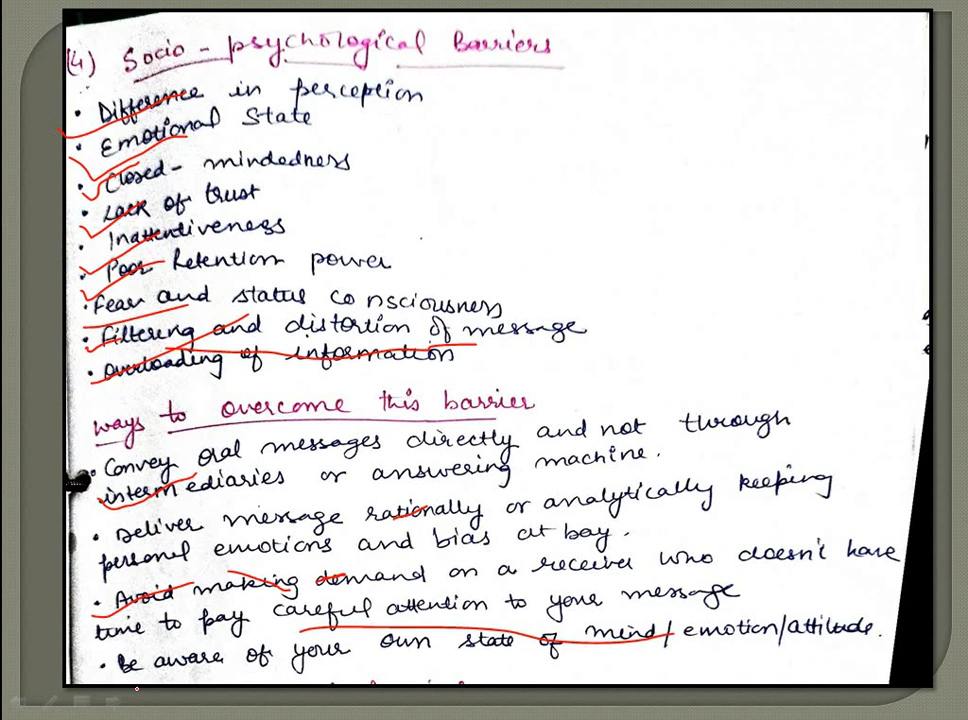 (4) Socio - psychological Barriers
• Difference in perception
• Emotional State
• Closed - mindedness
• Lack of trust
• Inattentiveness
• Poor Retention power
• Fear and status consciousness
• Filtering and distortion of message
• Overloading of information
ways to overcome this barrier
• Convey oral messages directly and not through
intermediaries or answering machine.
• Deliver message rationally or analytically keeping
personal emotions and bias at bay.
• Avoid making demand on a receiver who doesn't have
time to pay careful attention to your message
• Be aware of your own state of mind/emotion/attitude.